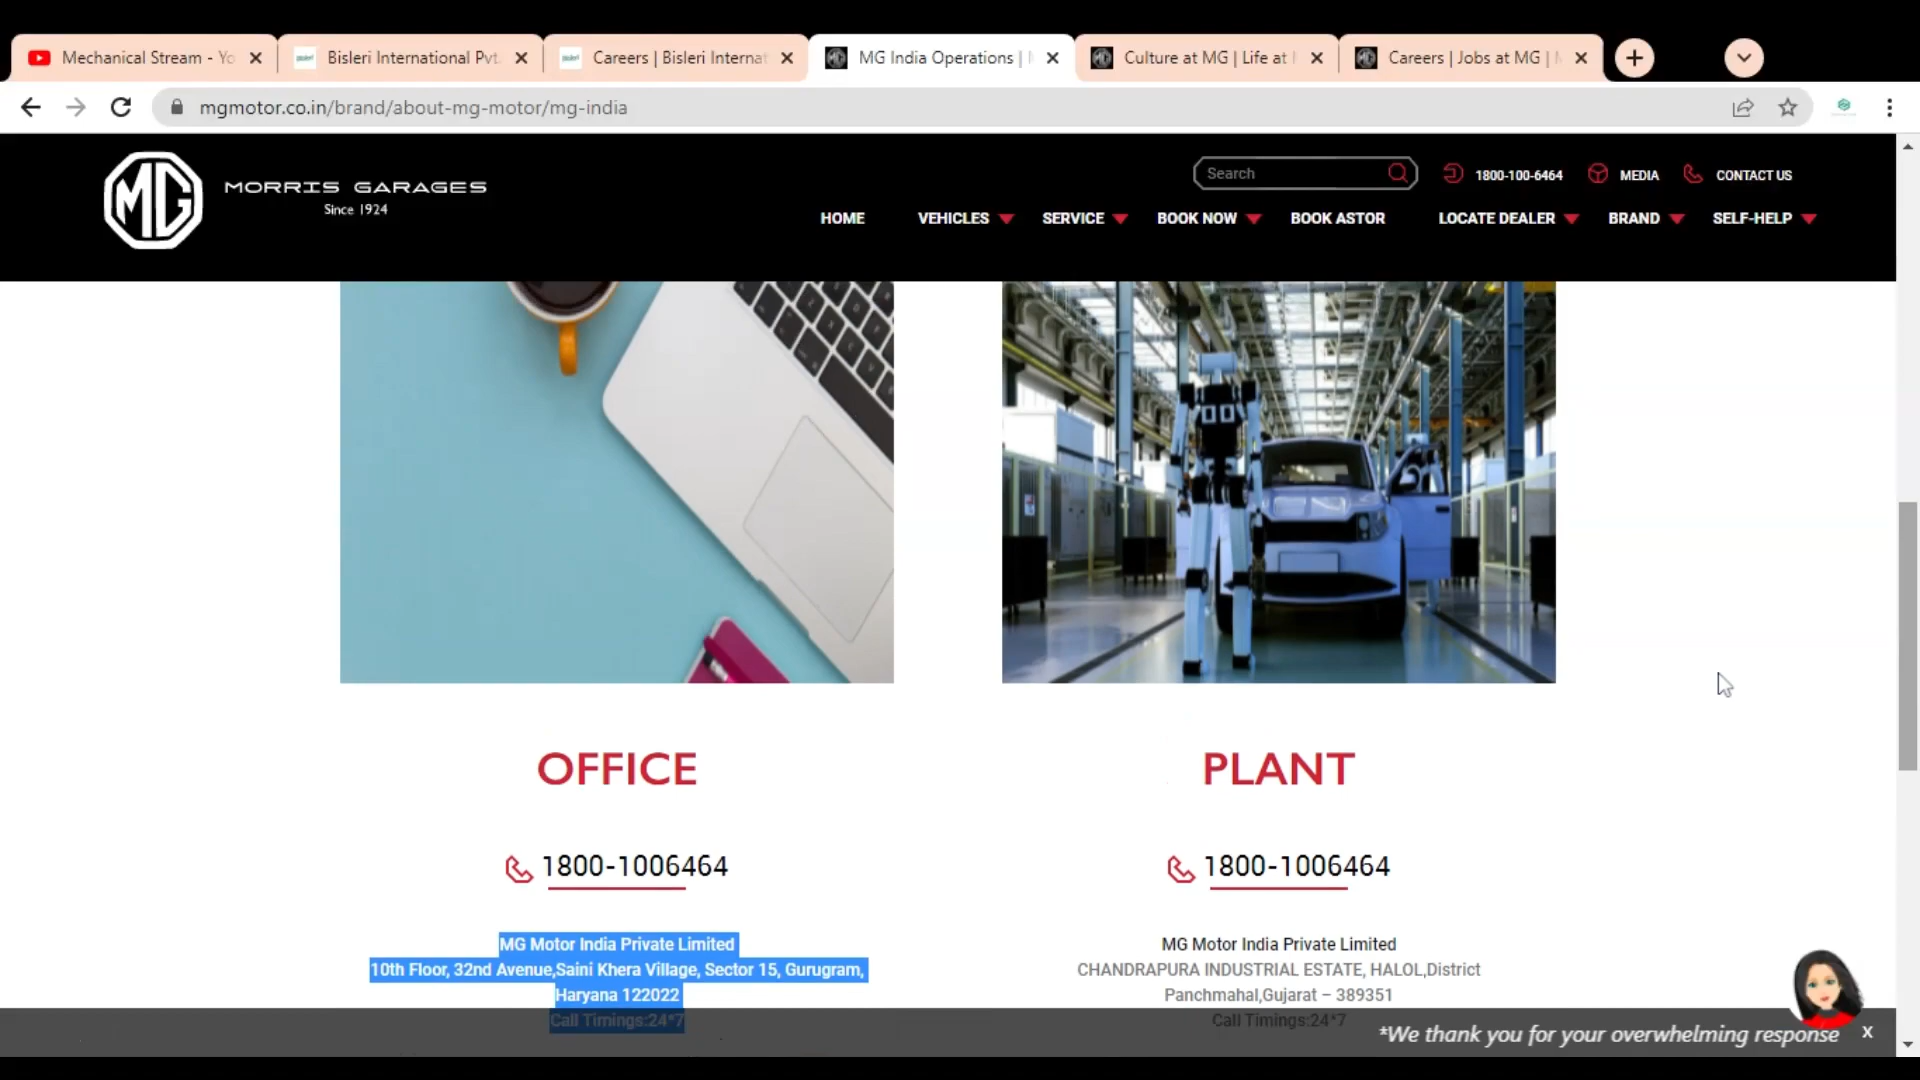 Mechanical Stream - Yo
Bisleri International Pvt.
Careers | Bisleri Internat
MG India Operations |
Culture at MG | Life at
Careers | Jobs at MG |
mgmotor.co.in/brand/about-mg-motor/mg-india
MG
MORRIS GARAGES
Since 1924
Search
1800-100-6464
MEDIA
CONTACT US
HOME
VEHICLES
SERVICE
BOOK NOW
BOOK ASTOR
LOCATE DEALER
BRAND
SELF-HELP
OFFICE
1800-1006464
MG Motor India Private Limited
10th Floor, 32nd Avenue,Saini Khera Village, Sector 15, Gurugram,
Haryana 122022
Call Timings:24*7
PLANT
1800-1006464
MG Motor India Private Limited
CHANDRAPURA INDUSTRIAL ESTATE, HALOL,District
Panchmahal,Gujarat – 389351
Call Timings:24*7
*We thank you for your overwhelming response
x